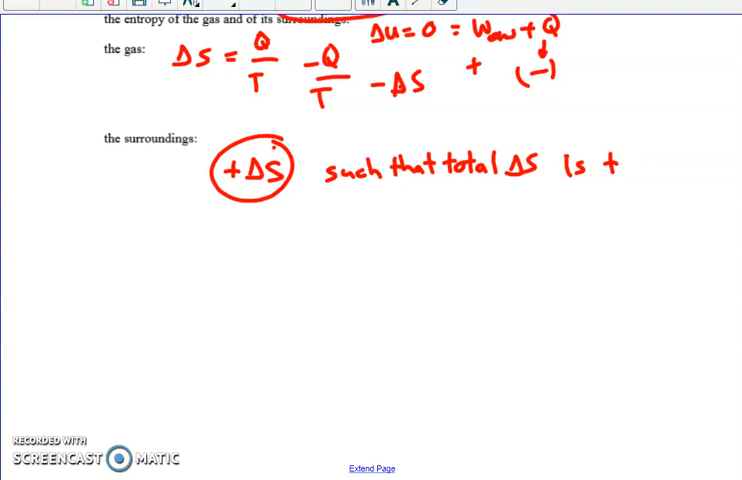 the entropy of the gas and of its surroundings.
ΔU = 0 = Won + Q
the gas:
ΔS = Q/T -Q/T -ΔS + (-)
the surroundings:
+ΔS such that total ΔS is +
RECORDED WITH
SCREENCAST MATIC
Extend Page